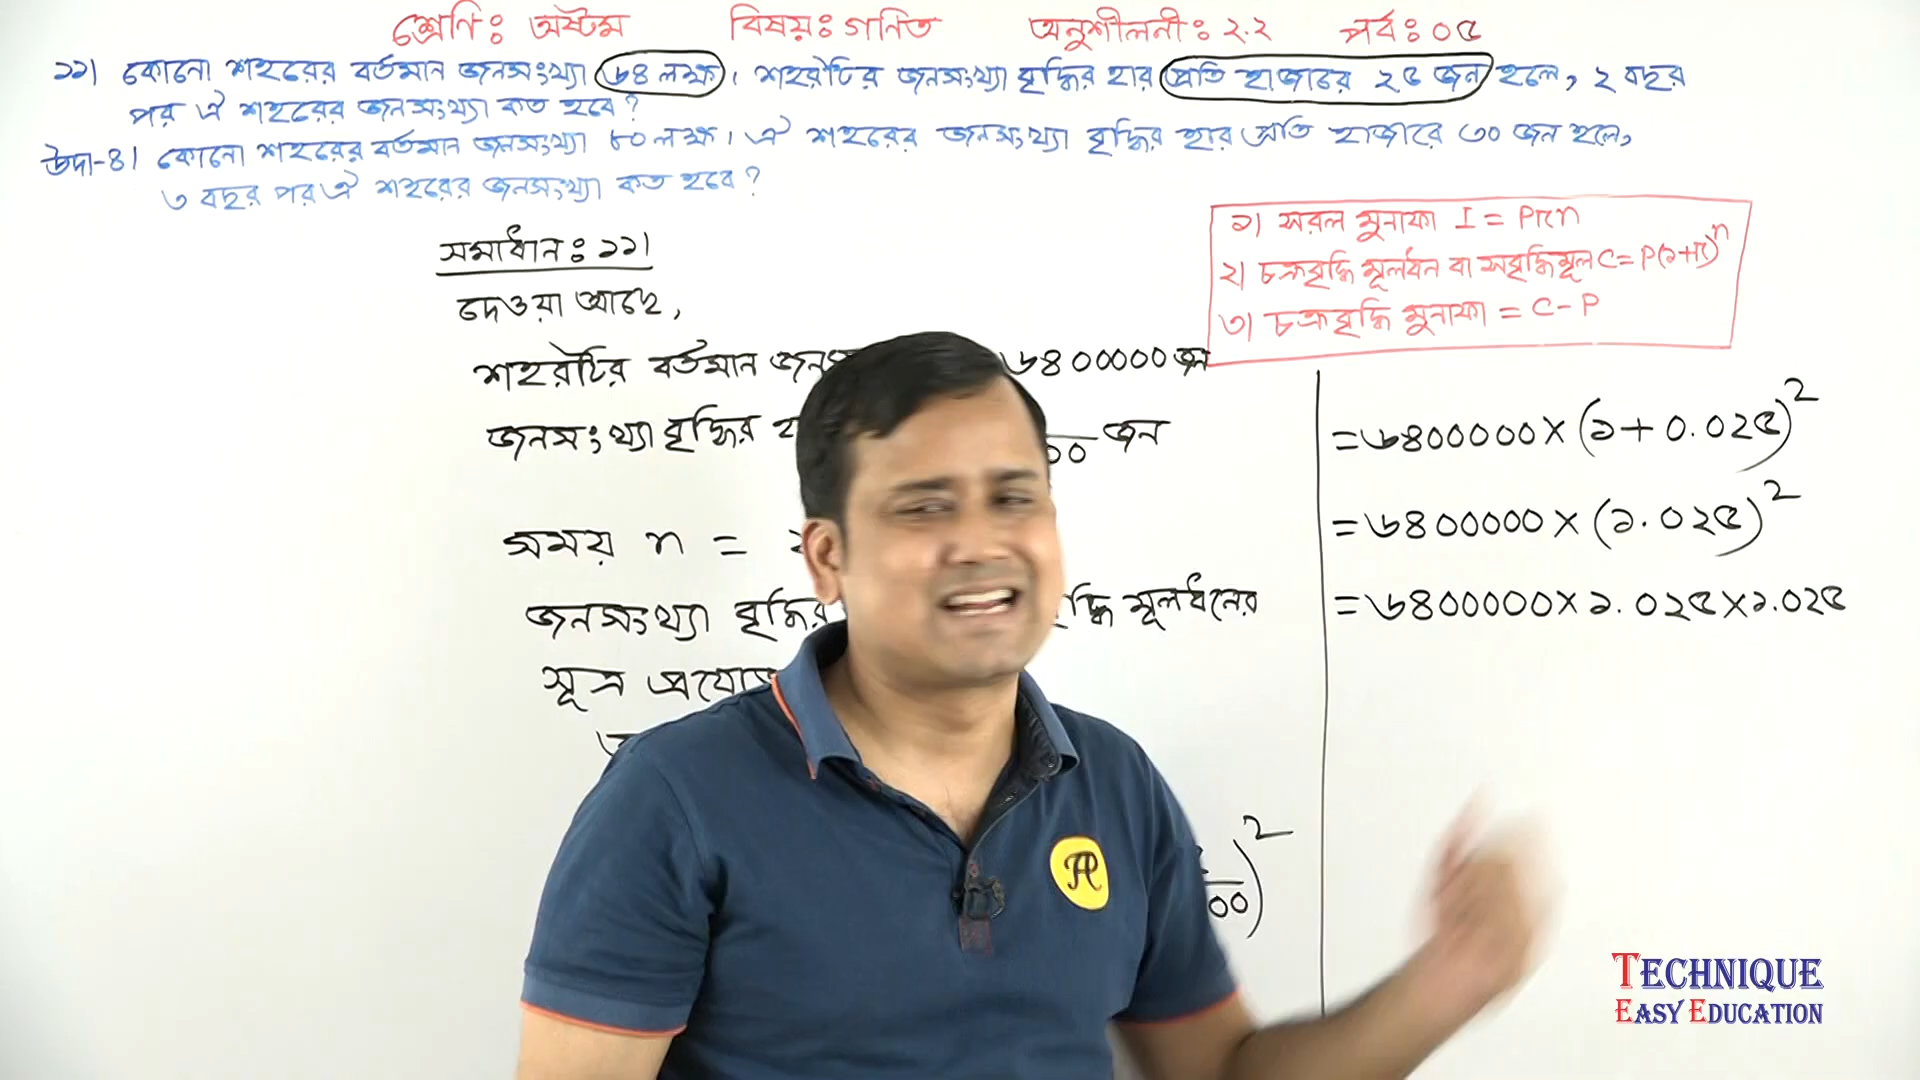 শ্রেণি: অষ্টম বিষয়: গণিত অনুশীলনী: ২.২ পর্ব: ০৫
১১। কোনো শহরের বর্তমান জনসংখ্যা ৬৪ লক্ষ। শহরটির জনসংখ্যা বৃদ্ধির হার প্রতি হাজারে ২৫ জন হলে, ২ বছর
পর ঐ শহরের জনসংখ্যা কত হবে?
উদা-৪। কোনো শহরের বর্তমান জনসংখ্যা ৮০ লক্ষ। ঐ শহরের জনসংখ্যা বৃদ্ধির হার প্রতি হাজারে ৩০ জন হলে,
৩ বছর পর ঐ শহরের জনসংখ্যা কত হবে?
১। সরল মুনাফা I = Prn
২। চক্রবৃদ্ধি মূলধন বা সবৃদ্ধিমূল C = P(১+r)^n
৩। চক্রবৃদ্ধি মুনাফা = C - P
সমাধান: ১১।
দেওয়া আছে,
শহরটির বর্তমান ৬৪০০০০০ জন
জনসংখ্যা বৃদ্ধির জন
সময় n =
জনসংখ্যা বৃদ্ধির মূলধনের
সূত্র
= ৬৪০০০০০ × (১ + ০.০২৫)^২
= ৬৪০০০০০ × (১.০২৫)^২
= ৬৪০০০০০ × ১.০২৫ × ১.০২৫
TECHNIQUE
EASY EDUCATION